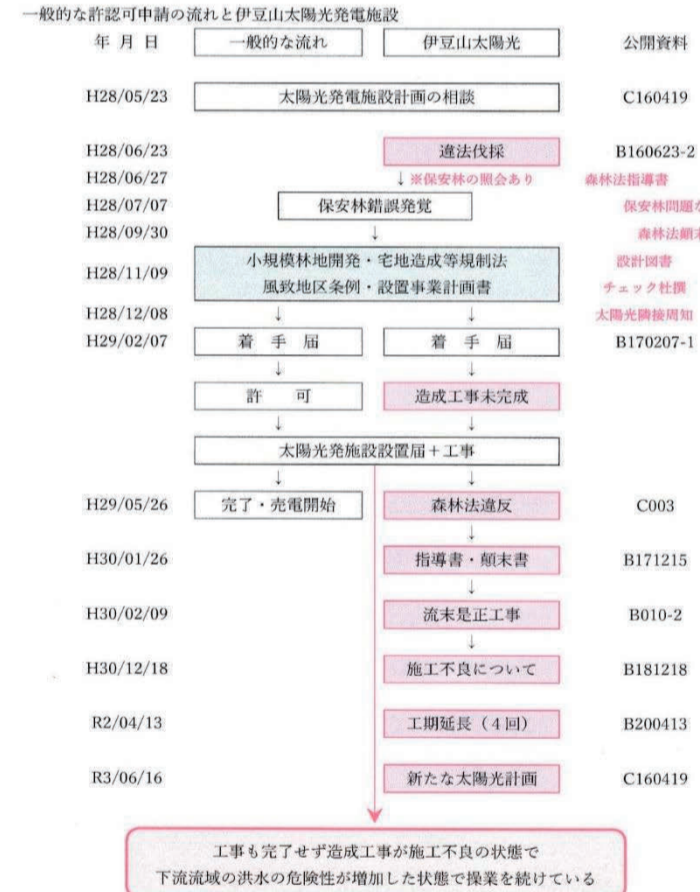 一般的な許認可申請の流れと伊豆山太陽光発電施設
年 月 日 一般的な流れ 伊豆山太陽光 公開資料
H28/05/23 太陽光発電施設計画の相談 C160419
H28/06/23 違法伐採 B160623-2
H28/06/27 ↓ ※保安林の照会あり 森林法指導書
H28/07/07 保安林錯誤発覚 保安林問題
H28/09/30 ↓ 森林法顛末
小規模林地開発・宅地造成等規制法 設計図書
H28/11/09
風致地区条例・設置事業計画書 チェック杜撰
H28/12/08 ↓ ↓ 太陽光隣接周知
H29/02/07 着 手 届 着 手 届 B170207-1
↓ ↓
許 可 造成工事未完成
↓ ↓
太陽光発施設設置届+工事
↓ ↓
H29/05/26 完了・売電開始 森林法違反 C003
↓
H30/01/26 指導書・顛末書 B171215
↓
H30/02/09 流末是正工事 B010-2
↓
H30/12/18 施工不良について B181218
R2/04/13 工期延長(4回) B200413
R3/06/16 新たな太陽光計画 C160419
工事も完了せず造成工事が施工不良の状態で
下流流域の洪水の危険性が増加した状態で操業を続けている